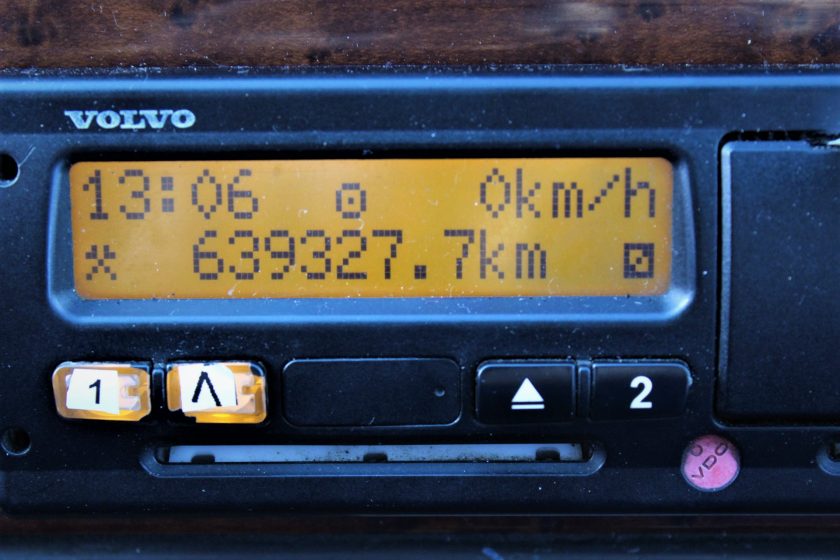 VOLVO
13:06 0km/h
639327.7km
1
Λ
2
VDO